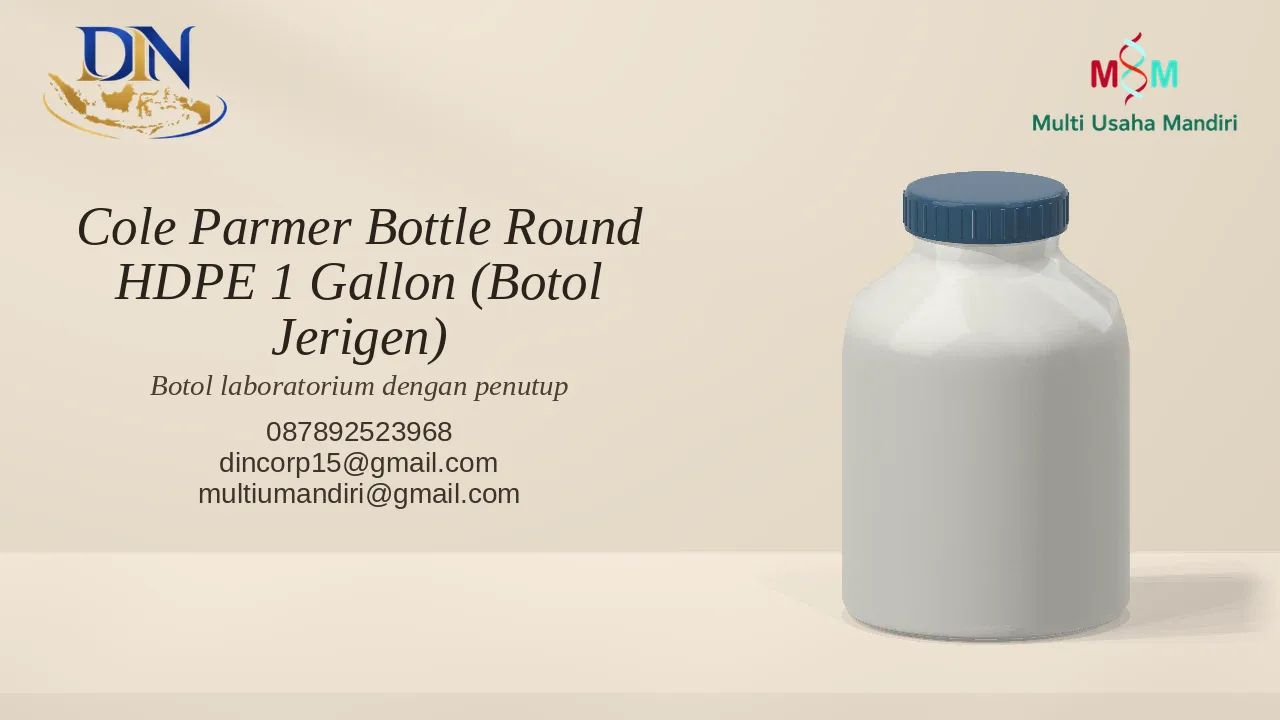 DIN
MSM
Multi Usaha Mandiri
Cole Parmer Bottle Round
HDPE 1 Gallon (Botol
Jerigen)
Botol laboratorium dengan penutup
087892523968
dincorp15@gmail.com
multiumandiri@gmail.com